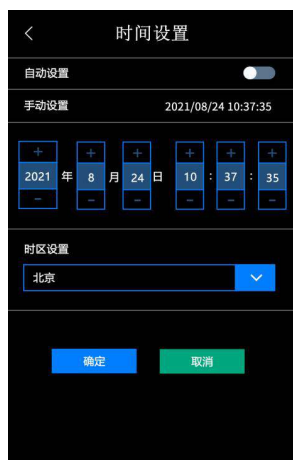 时间设置
自动设置
手动设置 2021/08/24 10:37:35
+ + + + + +
2021 年 8 月 24 日 10 : 37 : 35
- - - - - -
时区设置
北京
确定 取消